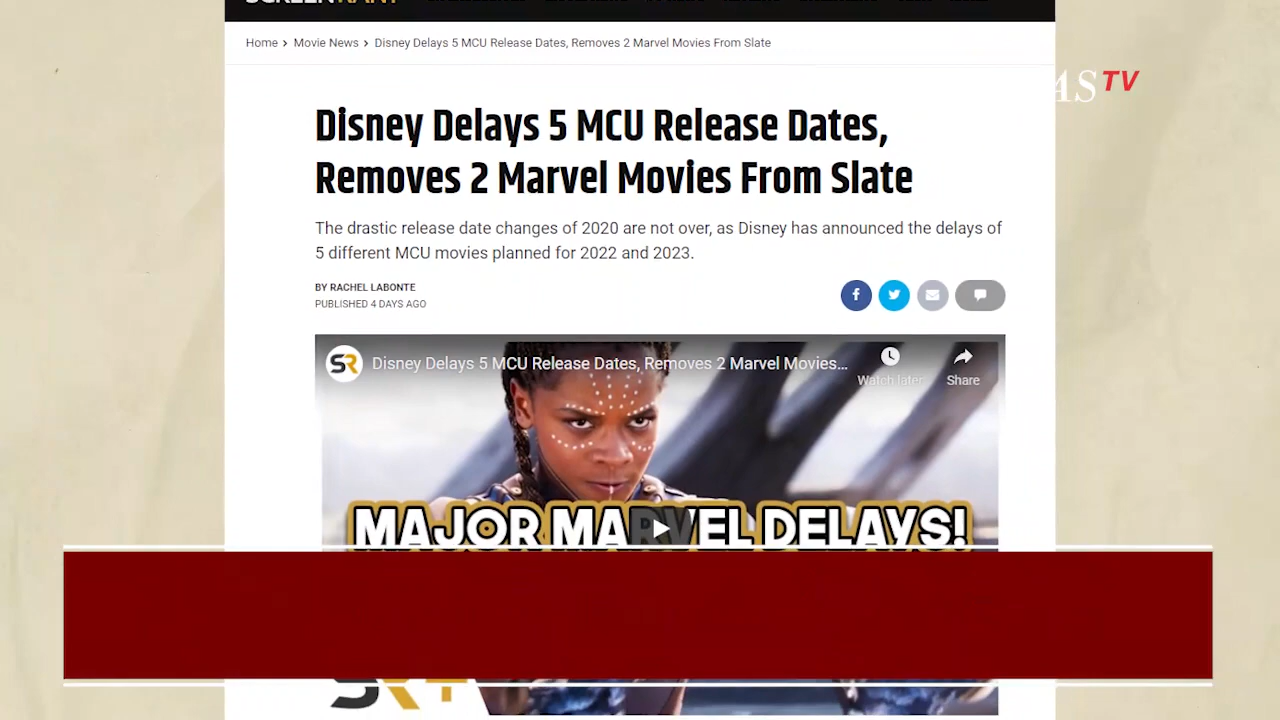 Home > Movie News > Disney Delays 5 MCU Release Dates, Removes 2 Marvel Movies From Slate
TV
Disney Delays 5 MCU Release Dates,
Removes 2 Marvel Movies From Slate
The drastic release date changes of 2020 are not over, as Disney has announced the delays of
5 different MCU movies planned for 2022 and 2023.
BY RACHEL LABONTE
PUBLISHED 4 DAYS AGO
SR Disney Delays 5 MCU Release Dates, Removes 2 Marvel Movies...
Watch later
Share
MAJOR MARVEL DELAYS!